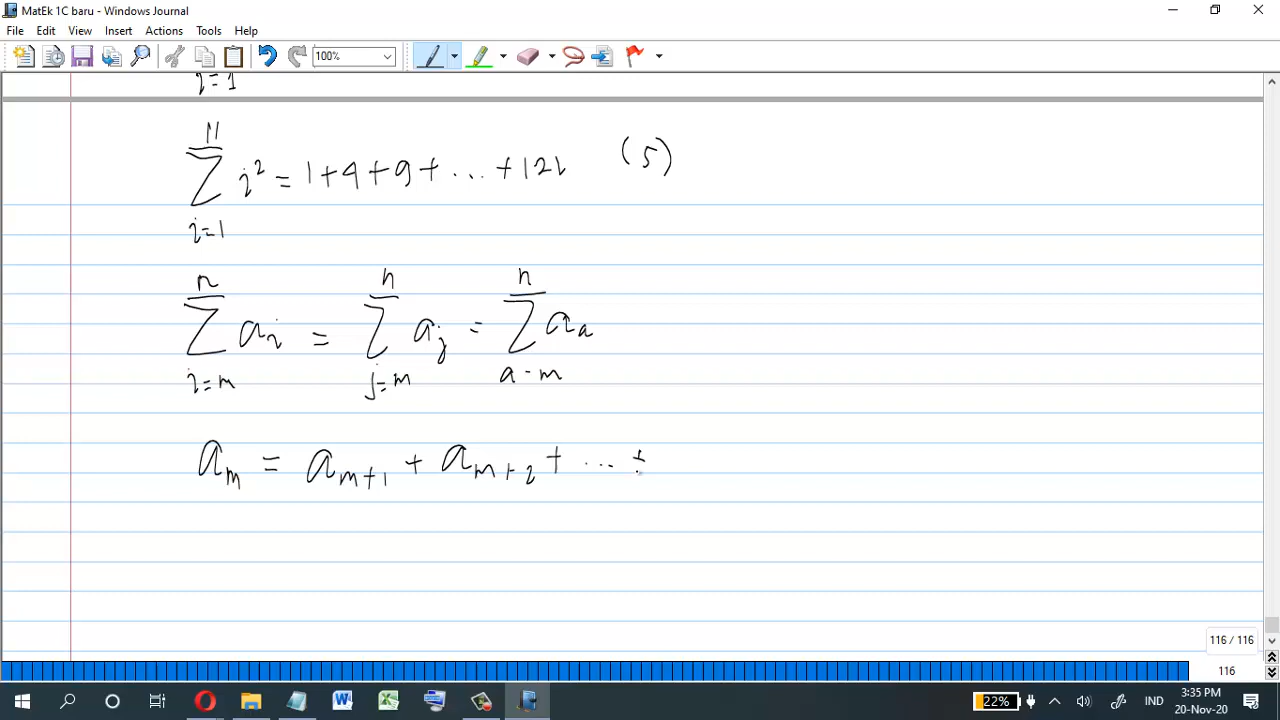 MatEk 1C baru - Windows Journal
File Edit View Insert Actions Tools Help
100%
i=1
11
∑ i² = 1+4+9+ ... +121 (5)
i=1
n n n
∑ aᵢ = ∑ aⱼ = ∑ aₐ
i=m j=m a-m
aₘ = aₘ₊₁ + aₘ₊₂ + ... +
116 / 116
116
22% IND 3:35 PM
20-Nov-20